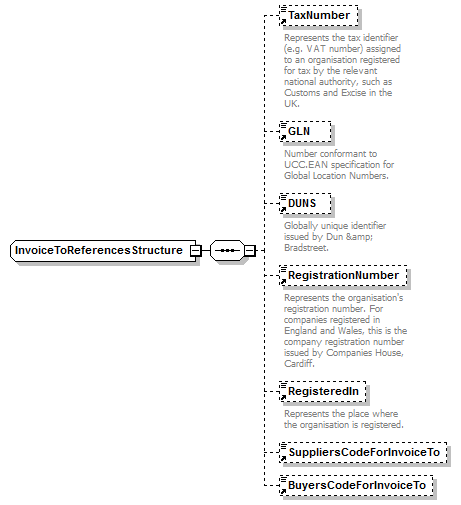 TaxNumber
Represents the tax identifier
(e.g. VAT number) assigned
to an organisation registered
for tax by the relevant
national authority, such as
Customs and Excise in the
UK.
GLN
Number conformant to
UCC.EAN specification for
Global Location Numbers.
DUNS
Globally unique identifier
issued by Dun &amp;
Bradstreet.
InvoiceToReferencesStructure
RegistrationNumber
Represents the organisation's
registration number. For
companies registered in
England and Wales, this is the
company registration number
issued by Companies House,
Cardiff.
RegisteredIn
Represents the place where
the organisation is registered.
SuppliersCodeForInvoiceTo
BuyersCodeForInvoiceTo